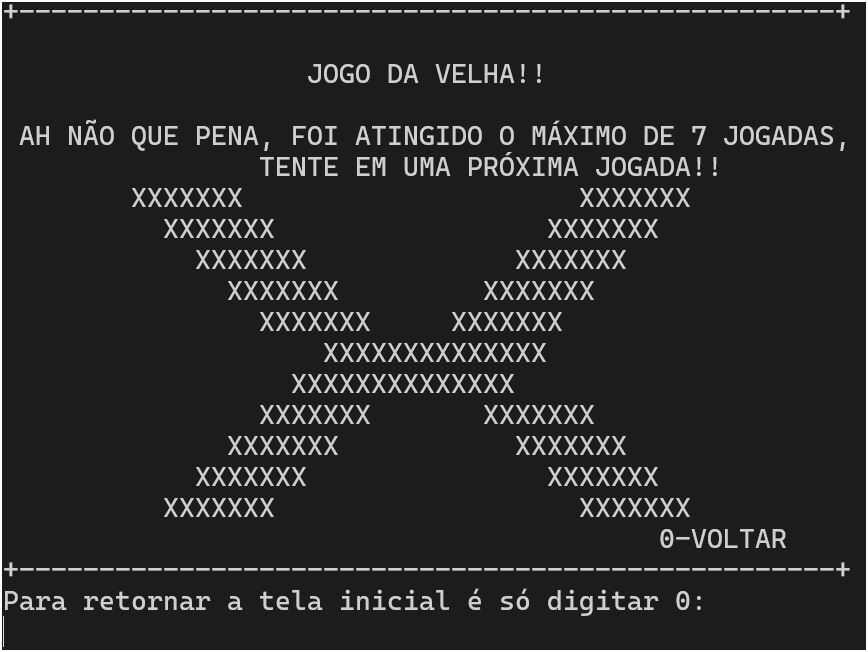 +---------------------------------------------------+
JOGO DA VELHA!!
AH NÃO QUE PENA, FOI ATINGIDO O MÁXIMO DE 7 JOGADAS,
TENTE EM UMA PRÓXIMA JOGADA!!
XXXXXXX                     XXXXXXX
XXXXXXX                 XXXXXXX
XXXXXXX             XXXXXXX
XXXXXXX         XXXXXXX
XXXXXXX     XXXXXXX
XXXXXXXXXXXXXX
XXXXXXXXXXXXXX
XXXXXXX       XXXXXXX
XXXXXXX           XXXXXXX
XXXXXXX               XXXXXXX
XXXXXXX                   XXXXXXX
0-VOLTAR
+---------------------------------------------------+
Para retornar a tela inicial é só digitar 0: